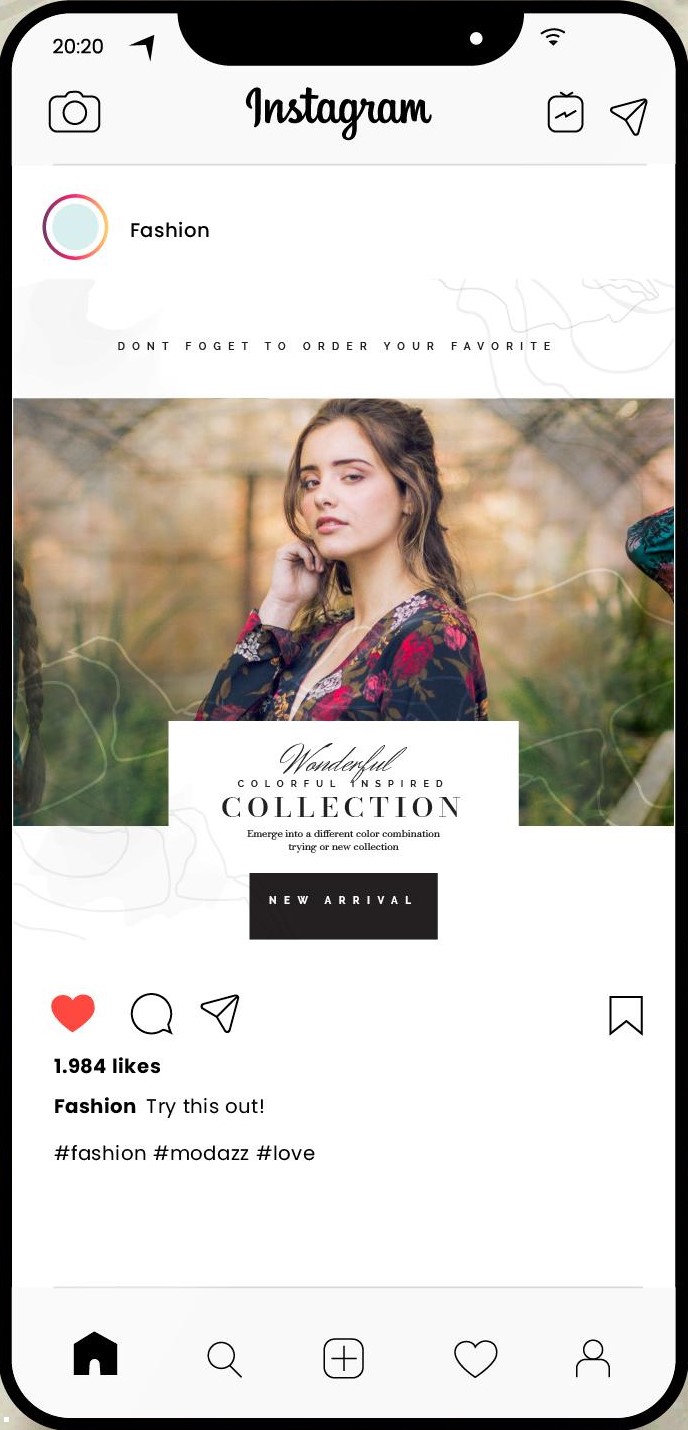 20:20
Instagram
Fashion
DONT FOGET TO ORDER YOUR FAVORITE
Wonderful
COLORFUL INSPIRED
COLLECTION
Emerge into a different color combination
trying or new collection
NEW ARRIVAL
1.984 likes
Fashion Try this out!
#fashion #modazz #love